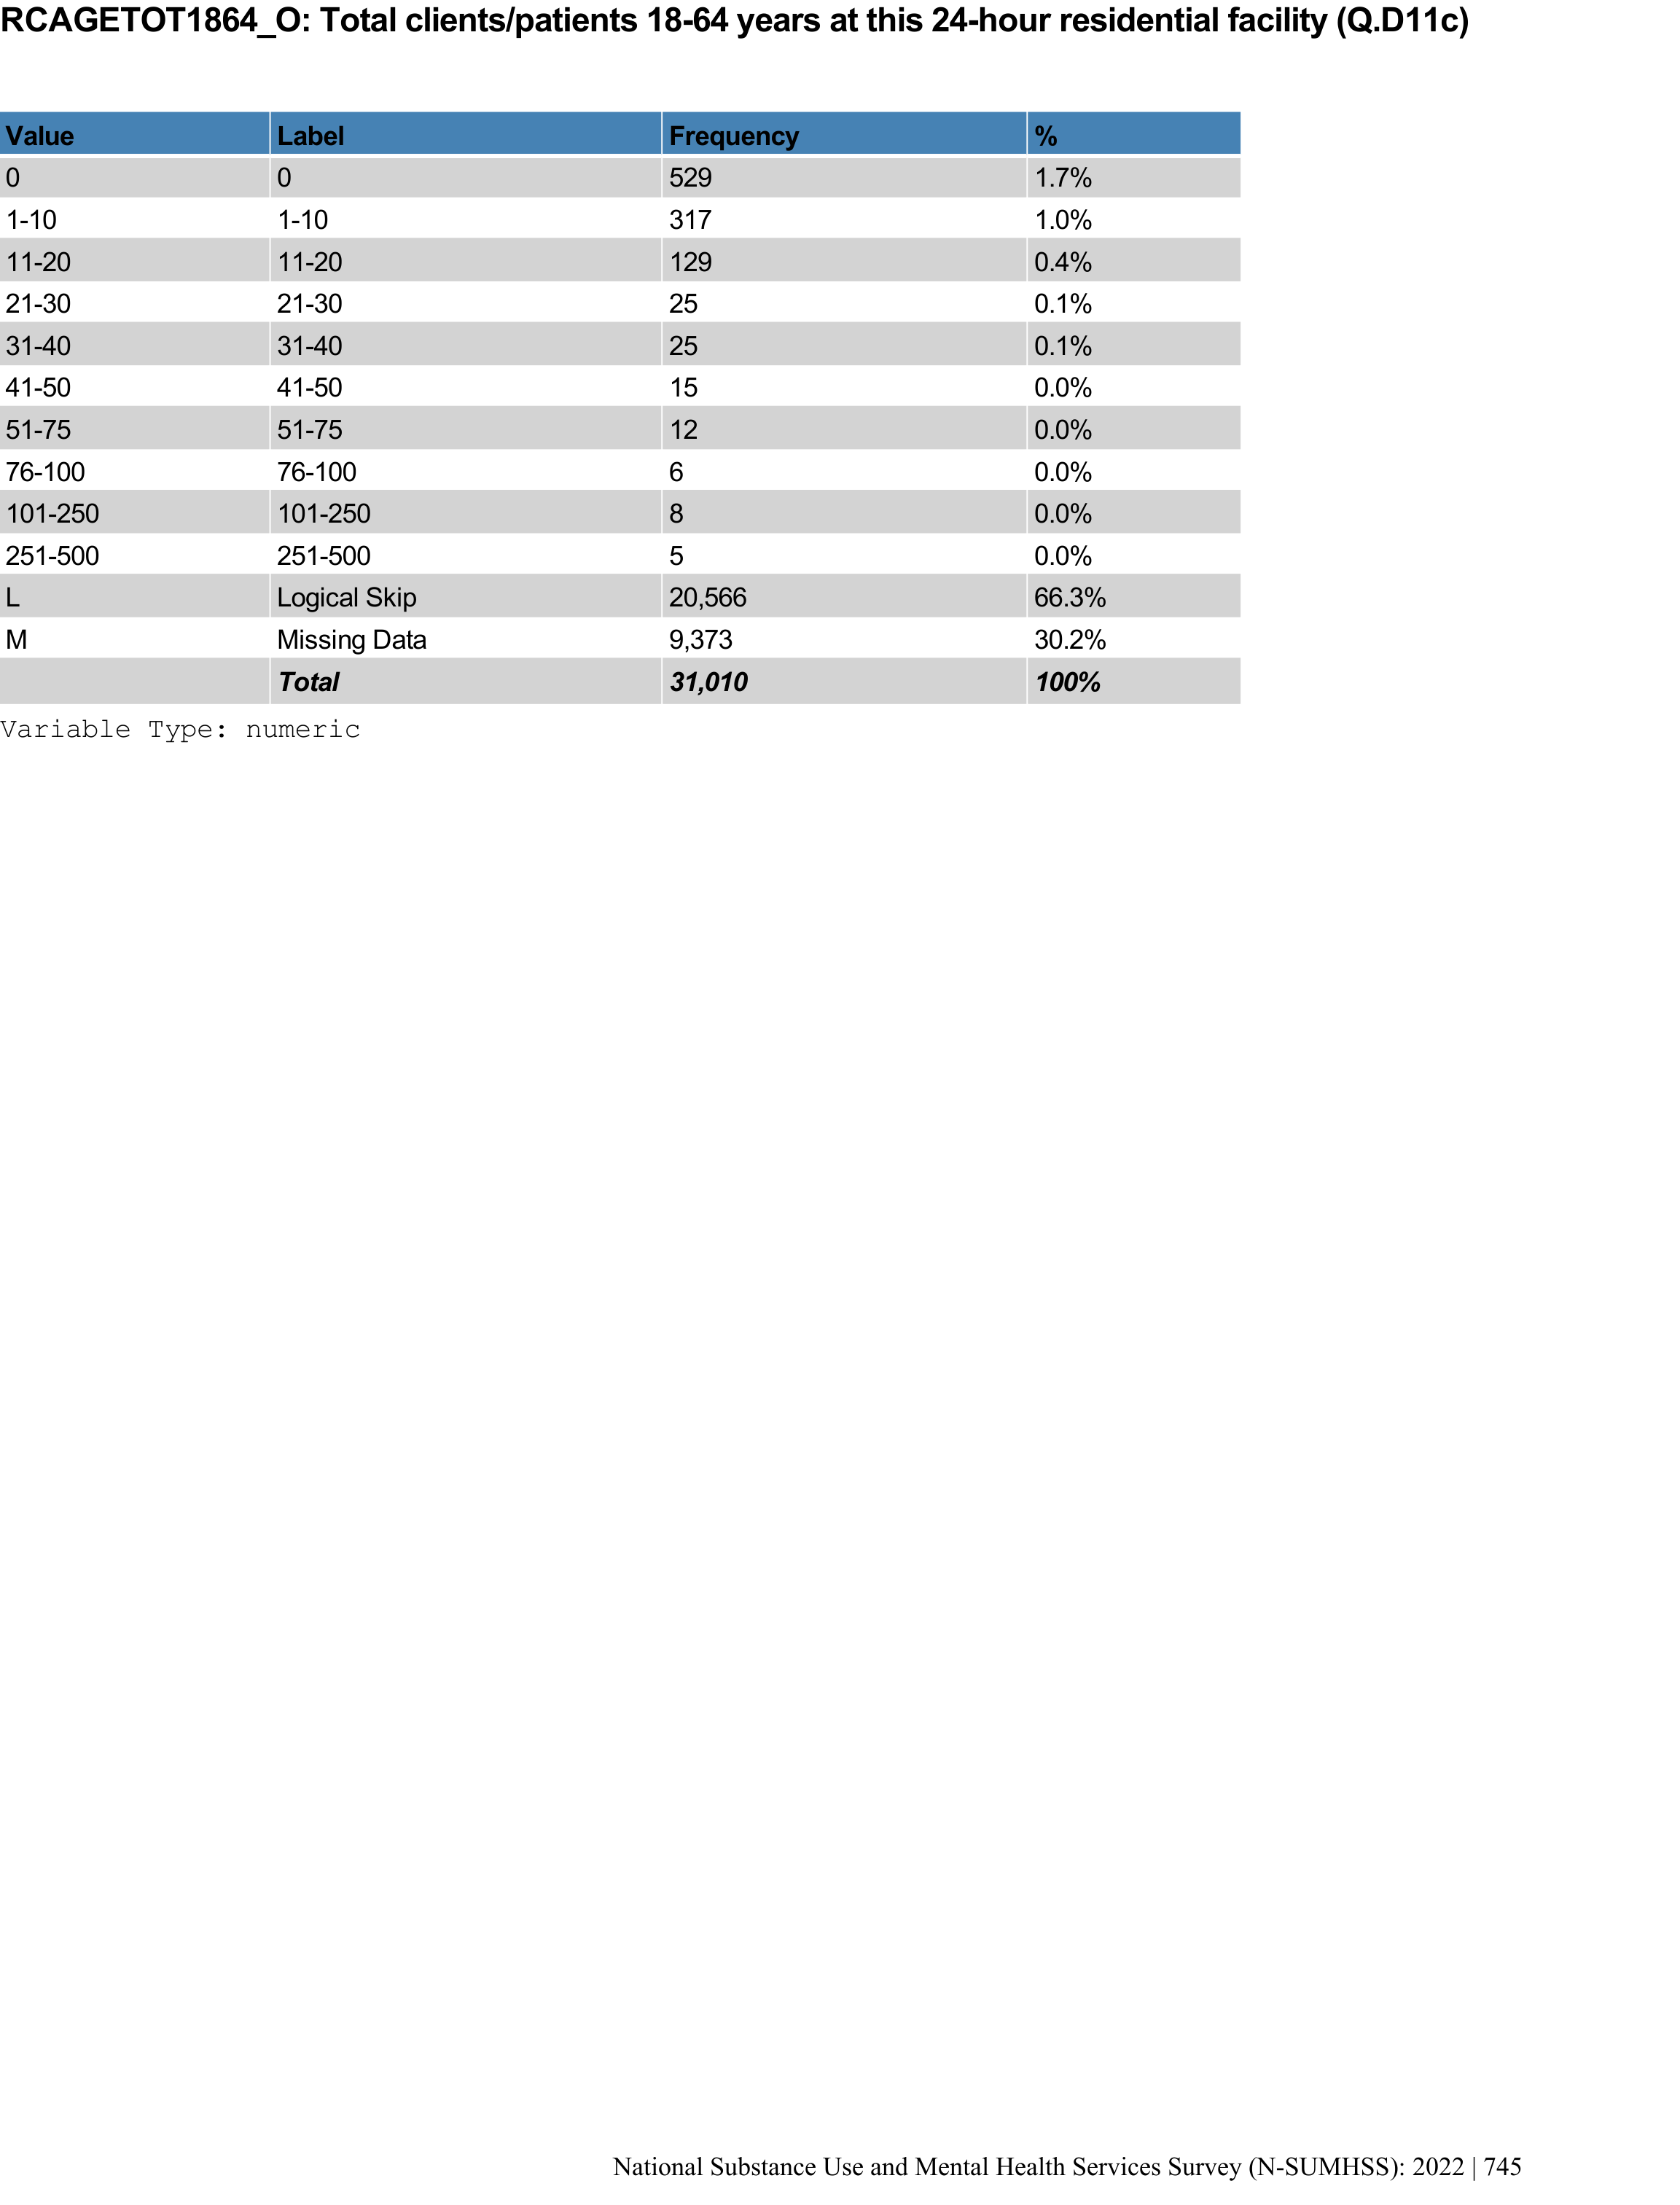 RCAGETOT1864_O: Total clients/patients 18-64 years at this 24-hour residential facility (Q.D11c)
Value Label Frequency %
0 0 529 1.7%
1-10 1-10 317 1.0%
11-20 11-20 129 0.4%
21-30 21-30 25 0.1%
31-40 31-40 25 0.1%
41-50 41-50 15 0.0%
51-75 51-75 12 0.0%
76-100 76-100 6 0.0%
101-250 101-250 8 0.0%
251-500 251-500 5 0.0%
L Logical Skip 20,566 66.3%
M Missing Data 9,373 30.2%
Total 31,010 100%
Variable Type: numeric
National Substance Use and Mental Health Services Survey (N-SUMHSS): 2022 | 745